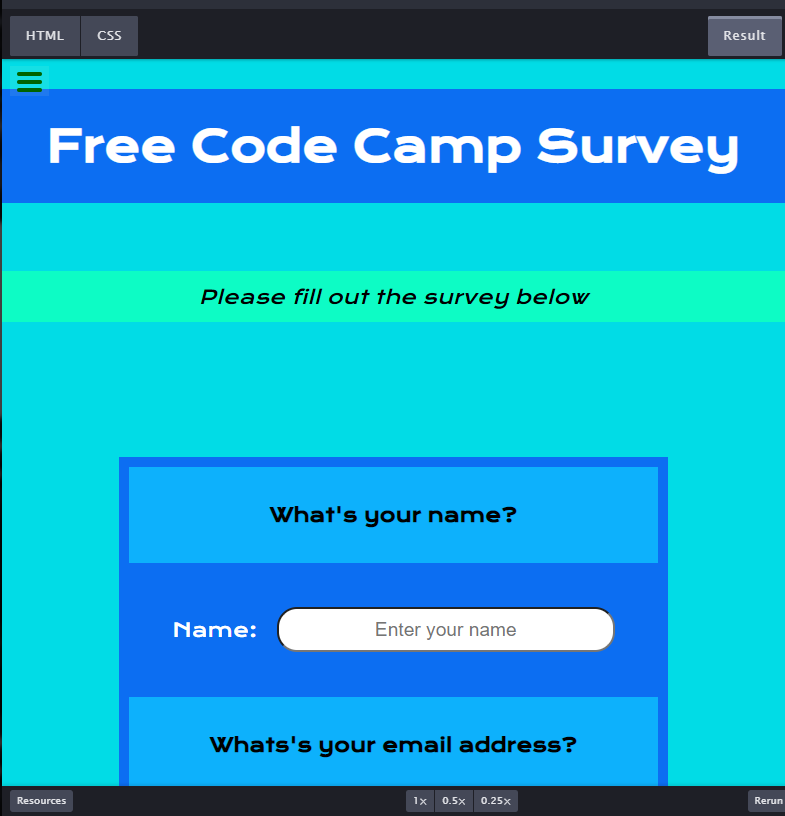 HTML CSS Result
Free Code Camp Survey
Please fill out the survey below
What's your name?
Name: Enter your name
Whats's your email address?
Resources 1× 0.5× 0.25× Rerun